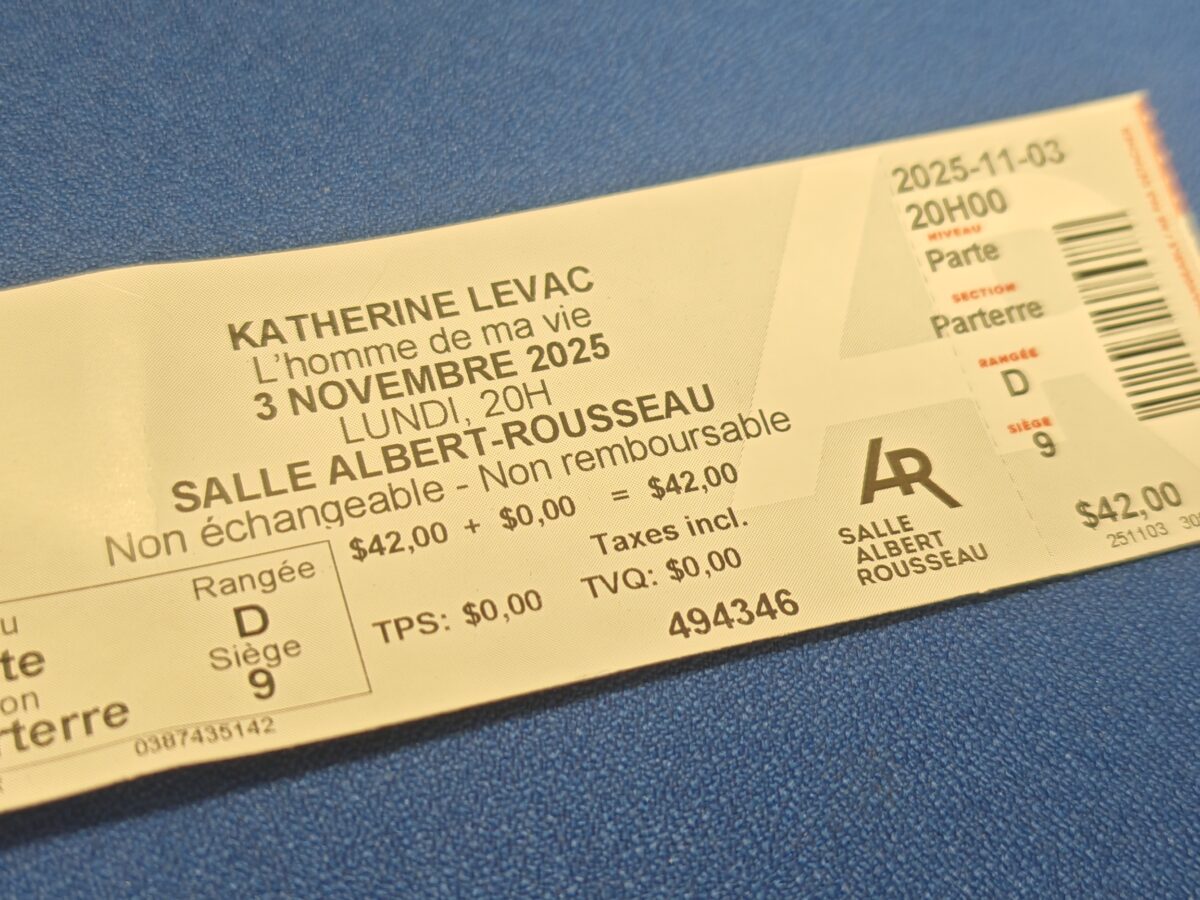 KATHERINE LEVAC
L'homme de ma vie
3 NOVEMBRE 2025
LUNDI, 20H
SALLE ALBERT-ROUSSEAU
Non échangeable - Non remboursable
$42,00 + $0,00 = $42,00
Taxes incl.
TPS: $0,00 TVQ: $0,00
494346
u
te
on
rterre
Rangée
D
Siège
9
0387435142
AR
SALLE
ALBERT
ROUSSEAU
2025-11-03
20H00
NIVEAU
Parte
SECTION
Parterre
RANGÉE
D
SIÈGE
9
$42,00
251103